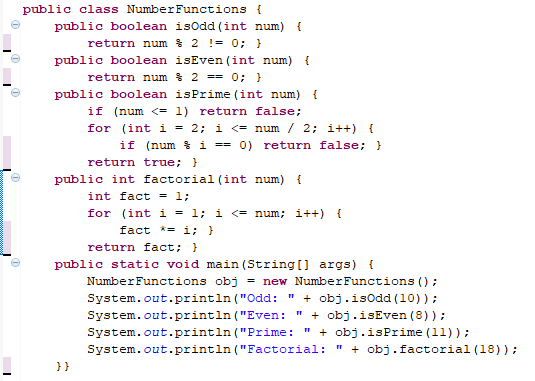 public class NumberFunctions {
    public boolean isOdd(int num) {
        return num % 2 != 0; }
    public boolean isEven(int num) {
        return num % 2 == 0; }
    public boolean isPrime(int num) {
        if (num <= 1) return false;
        for (int i = 2; i <= num / 2; i++) {
            if (num % i == 0) return false; }
        return true; }
    public int factorial(int num) {
        int fact = 1;
        for (int i = 1; i <= num; i++) {
            fact *= i; }
        return fact; }
    public static void main(String[] args) {
        NumberFunctions obj = new NumberFunctions();
        System.out.println("Odd: " + obj.isOdd(10));
        System.out.println("Even: " + obj.isEven(8));
        System.out.println("Prime: " + obj.isPrime(11));
        System.out.println("Factorial: " + obj.factorial(18));
    }}